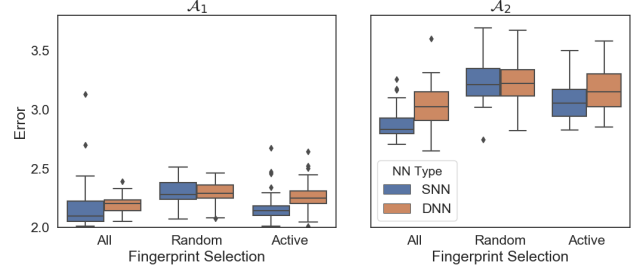 𝒜₁
𝒜₂
3.5
3.0
2.5
2.0
Error
All Random Active
Fingerprint Selection
NN Type
SNN
DNN
All Random Active
Fingerprint Selection